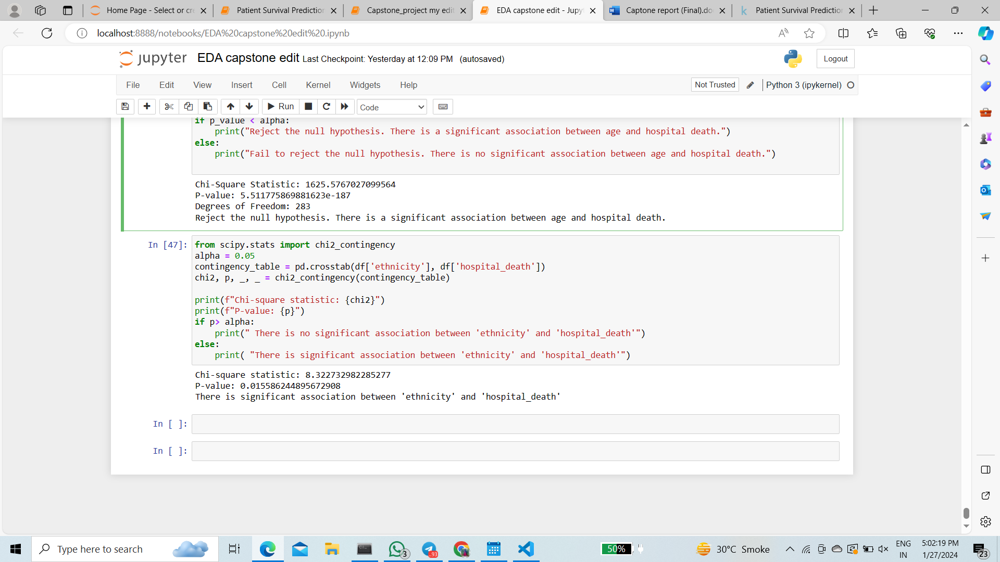 Home Page - Select or cre
Patient Survival Prediction
Capstone_project my edit
EDA capstone edit - Jupy
Captone report (Final).do
Patient Survival Prediction
localhost:8888/notebooks/EDA%20capstone%20edit%20.ipynb
jupyter EDA capstone edit Last Checkpoint: Yesterday at 12:09 PM (autosaved)
Logout
File Edit View Insert Cell Kernel Widgets Help
Not Trusted
Python 3 (ipykernel)
Run
Code
if p_value < alpha:
    print("Reject the null hypothesis. There is a significant association between age and hospital death.")
else:
    print("Fail to reject the null hypothesis. There is no significant association between age and hospital death.")
Chi-Square Statistic: 1625.5767027099564
P-value: 5.511775869881623e-187
Degrees of Freedom: 283
Reject the null hypothesis. There is a significant association between age and hospital death.
In [47]:
from scipy.stats import chi2_contingency
alpha = 0.05
contingency_table = pd.crosstab(df['ethnicity'], df['hospital_death'])
chi2, p, _, _ = chi2_contingency(contingency_table)
print(f"Chi-square statistic: {chi2}")
print(f"P-value: {p}")
if p> alpha:
    print(" There is no significant association between 'ethnicity' and 'hospital_death'")
else:
    print( "There is significant association between 'ethnicity' and 'hospital_death'")
Chi-square statistic: 8.322732982285277
P-value: 0.015586244895672908
There is significant association between 'ethnicity' and 'hospital_death'
In [ ]:
In [ ]:
Type here to search
3
..93
50%
30°C Smoke
ENG
IN
5:02:19 PM
1/27/2024
23